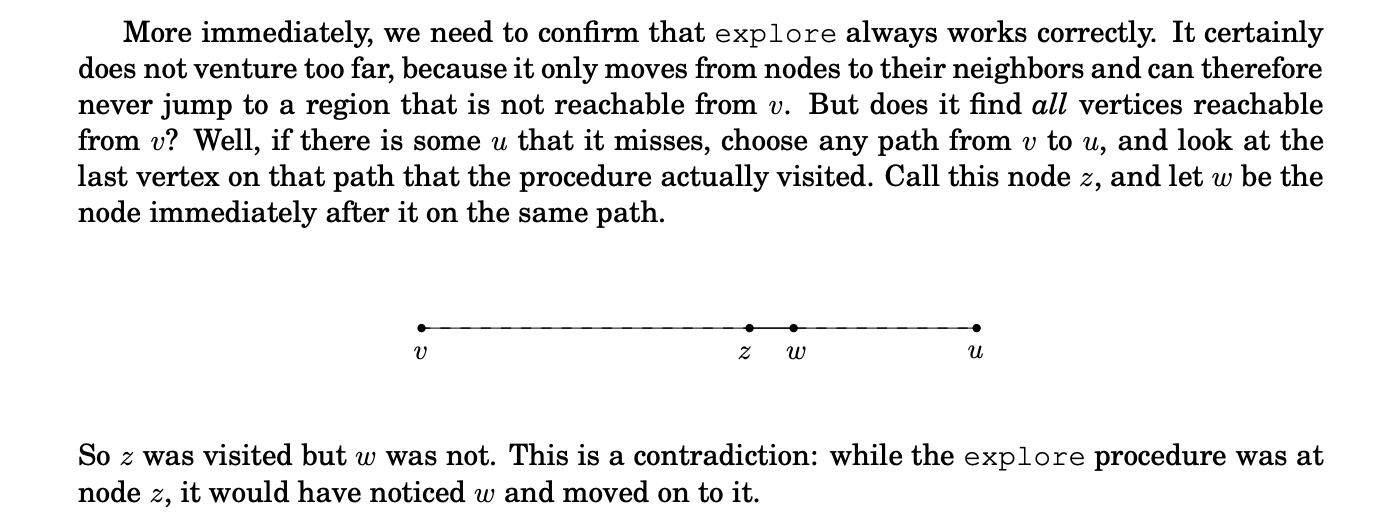 More immediately, we need to confirm that explore always works correctly. It certainly
does not venture too far, because it only moves from nodes to their neighbors and can therefore
never jump to a region that is not reachable from v. But does it find all vertices reachable
from v? Well, if there is some u that it misses, choose any path from v to u, and look at the
last vertex on that path that the procedure actually visited. Call this node z, and let w be the
node immediately after it on the same path.
v z w u
So z was visited but w was not. This is a contradiction: while the explore procedure was at
node z, it would have noticed w and moved on to it.